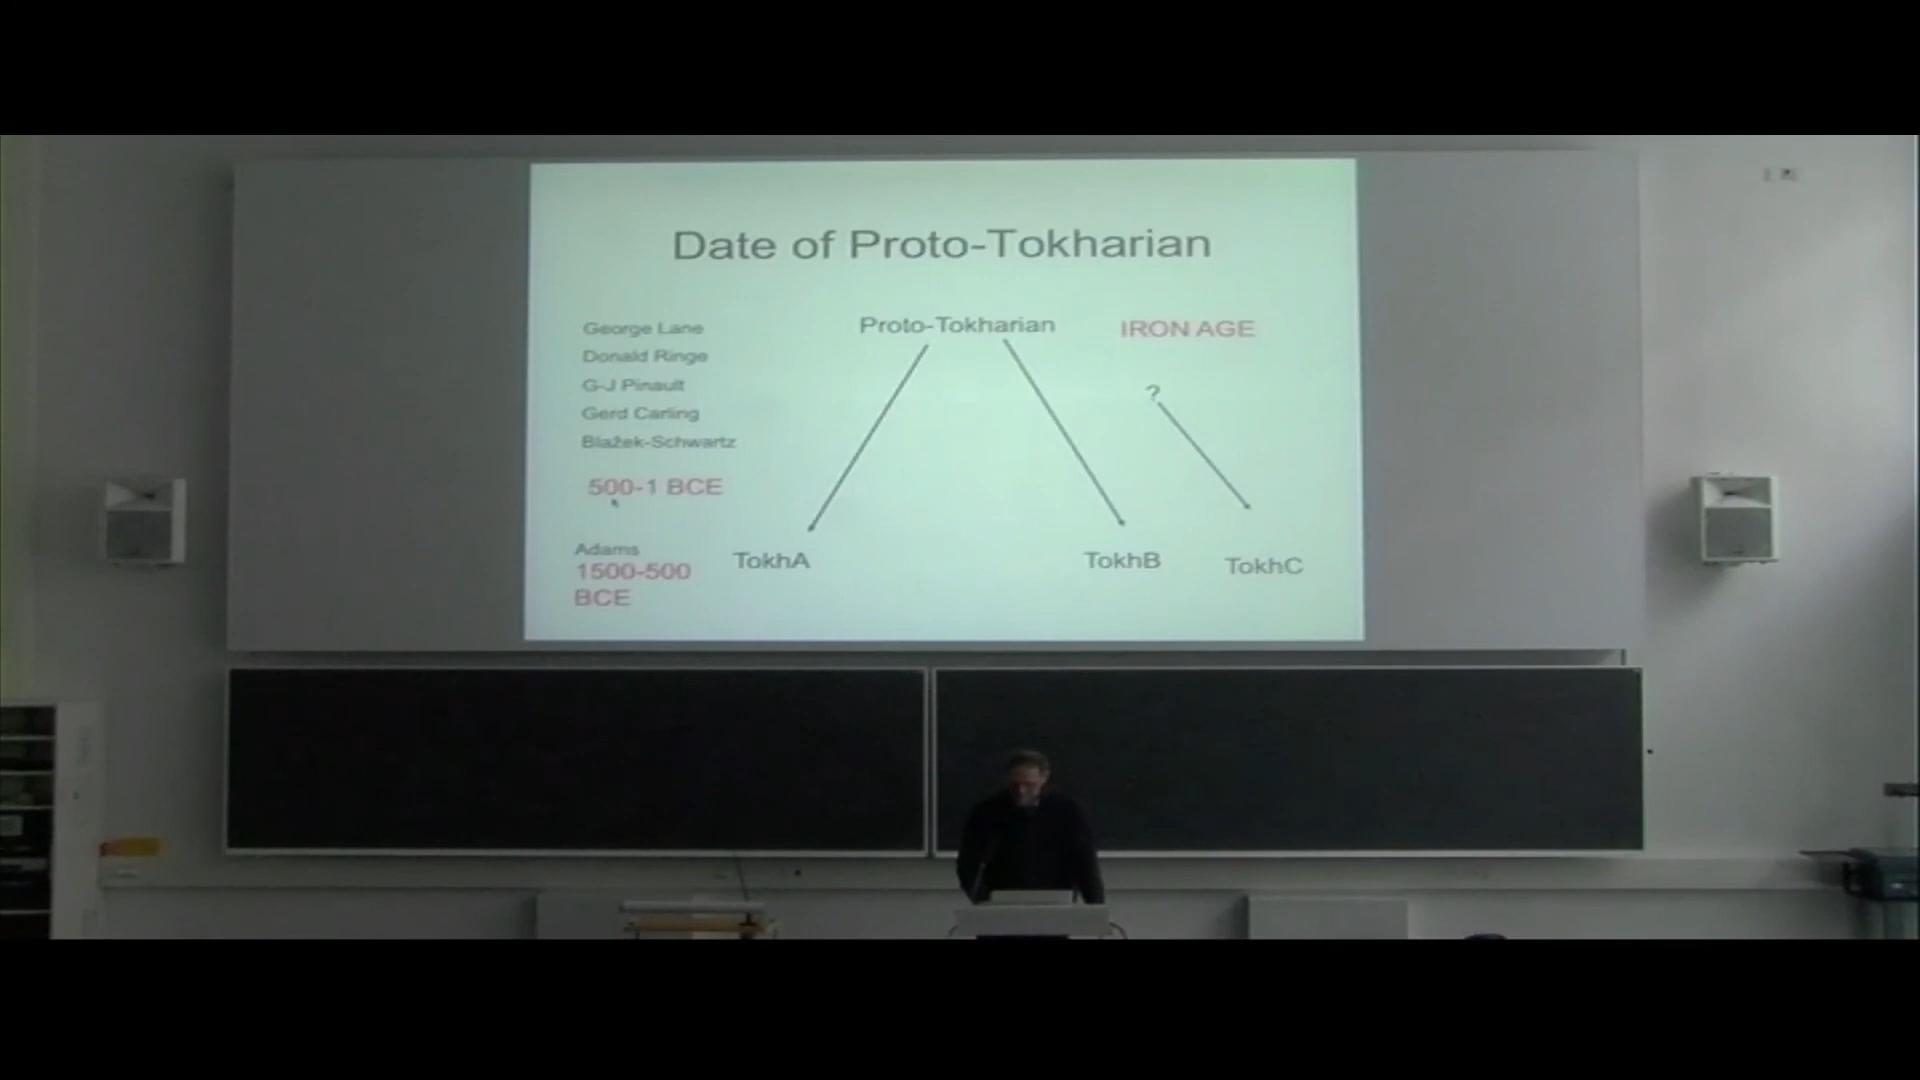 Date of Proto-Tokharian
George Lane
Donald Ringe
G-J Pinault
Gerd Carling
Blažek-Schwartz
500-1 BCE
Adams
1500-500
BCE
Proto-Tokharian
IRON AGE
?
TokhA
TokhB
TokhC